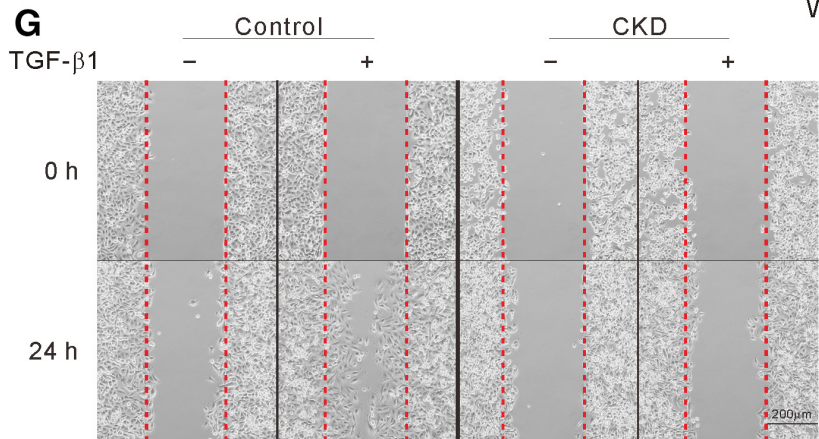 G
Control CKD
TGF-β1 − + − +
0 h
24 h
200μm